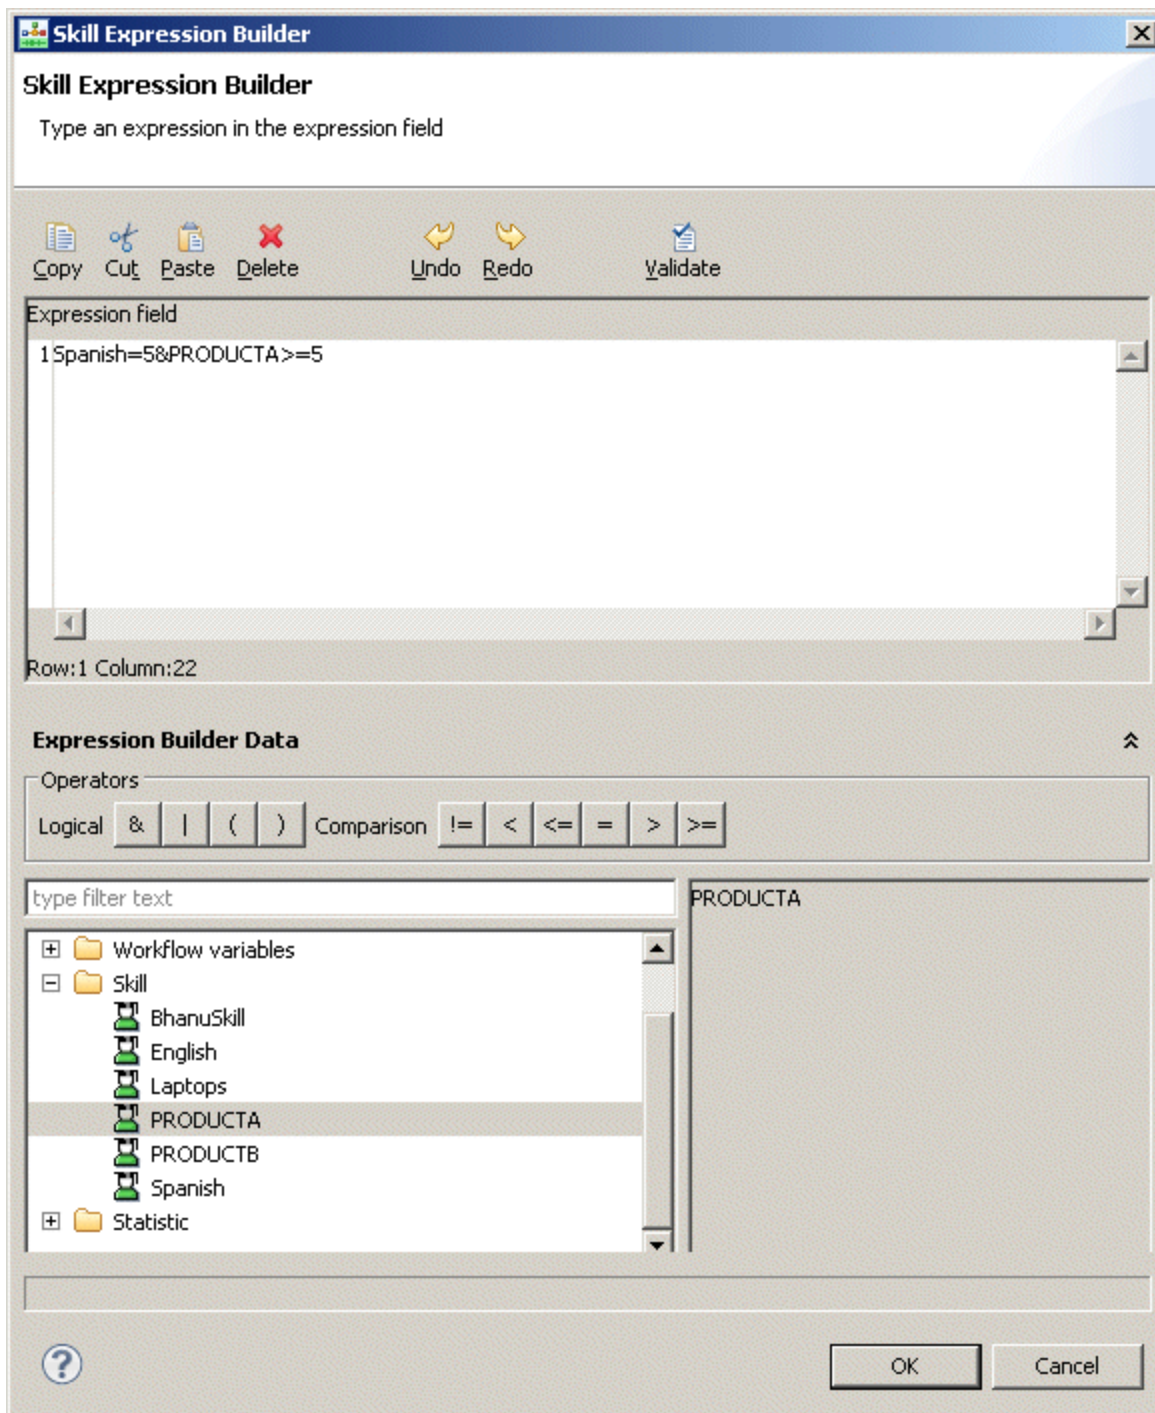 Skill Expression Builder
Skill Expression Builder
Type an expression in the expression field
Copy Cut Paste Delete Undo Redo Validate
Expression field
1 Spanish=5&PRODUCTA>=5
Row:1 Column:22
Expression Builder Data
Operators
Logical & | ( ) Comparison != < <= = > >=
type filter text
PRODUCTA
Workflow variables
Skill
BhanuSkill
English
Laptops
PRODUCTA
PRODUCTB
Spanish
Statistic
?
OK Cancel